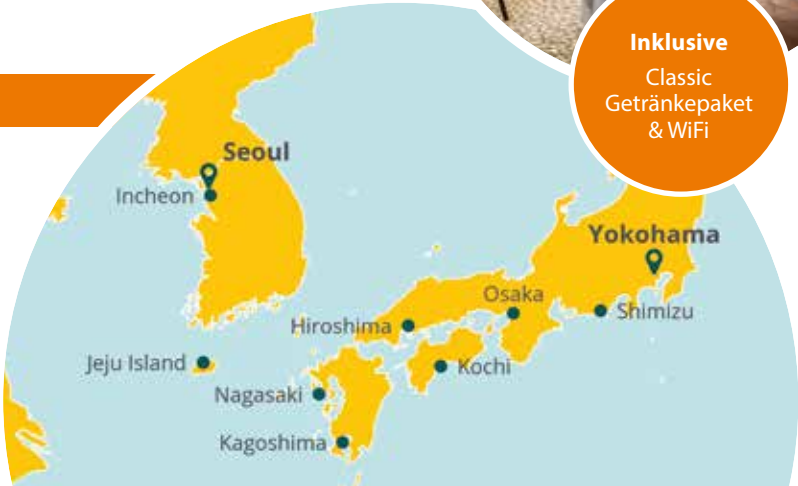 Inklusive
Classic
Getränkepaket
& WiFi
Seoul
Incheon
Yokohama
Osaka
Shimizu
Hiroshima
Jeju Island
Kochi
Nagasaki
Kagoshima